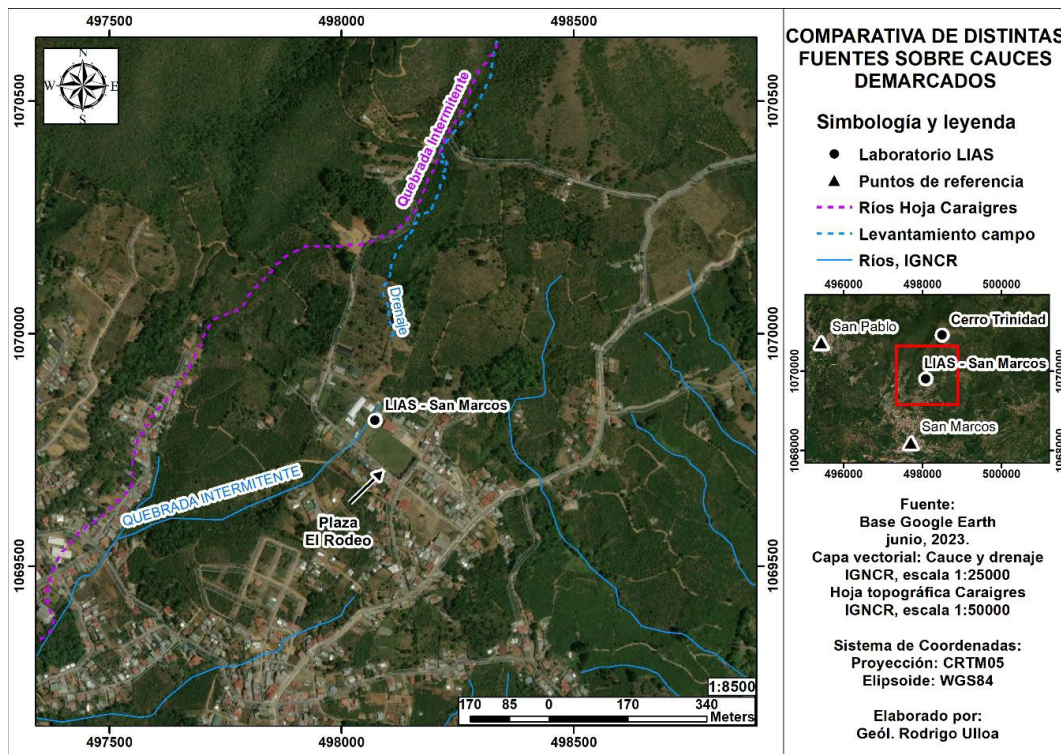 497500 498000 498500
N
W E
S
1070500
1070500
Quebrada Intermitente
Drenaje
1070000
1070000
LIAS - San Marcos
QUEBRADA INTERMITENTE
Plaza
El Rodeo
1069500
1069500
1:8500
170 85 0 170 340
Meters
497500 498000 498500
COMPARATIVA DE DISTINTAS
FUENTES SOBRE CAUCES
DEMARCADOS
Simbología y leyenda
Laboratorio LIAS
Puntos de referencia
Ríos Hoja Caraigres
Levantamiento campo
Ríos, IGNCR
496000 498000 500000
San Pablo
Cerro Trinidad
1070000
1070000
LIAS - San Marcos
San Marcos
1068000
1068000
496000 498000 500000
Fuente:
Base Google Earth
junio, 2023.
Capa vectorial: Cauce y drenaje
IGNCR, escala 1:25000
Hoja topográfica Caraigres
IGNCR, escala 1:50000
Sistema de Coordenadas:
Proyección: CRTM05
Elipsoide: WGS84
Elaborado por:
Geól. Rodrigo Ulloa